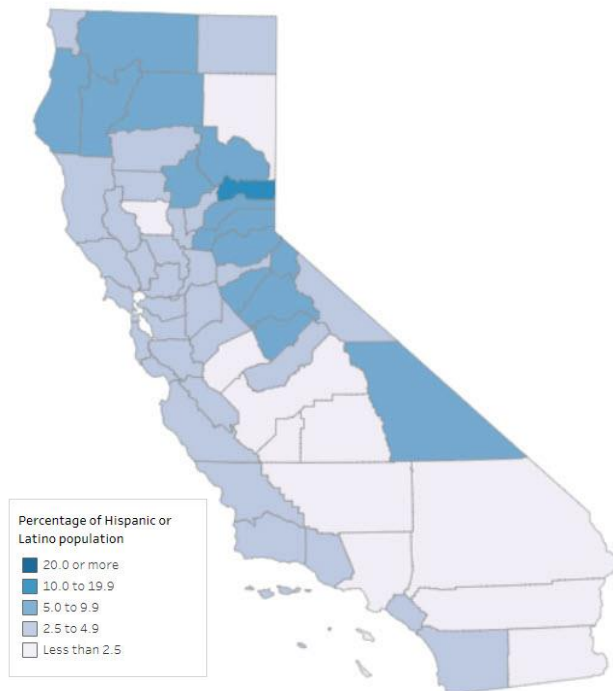 Percentage of Hispanic or
Latino population
20.0 or more
10.0 to 19.9
5.0 to 9.9
2.5 to 4.9
Less than 2.5